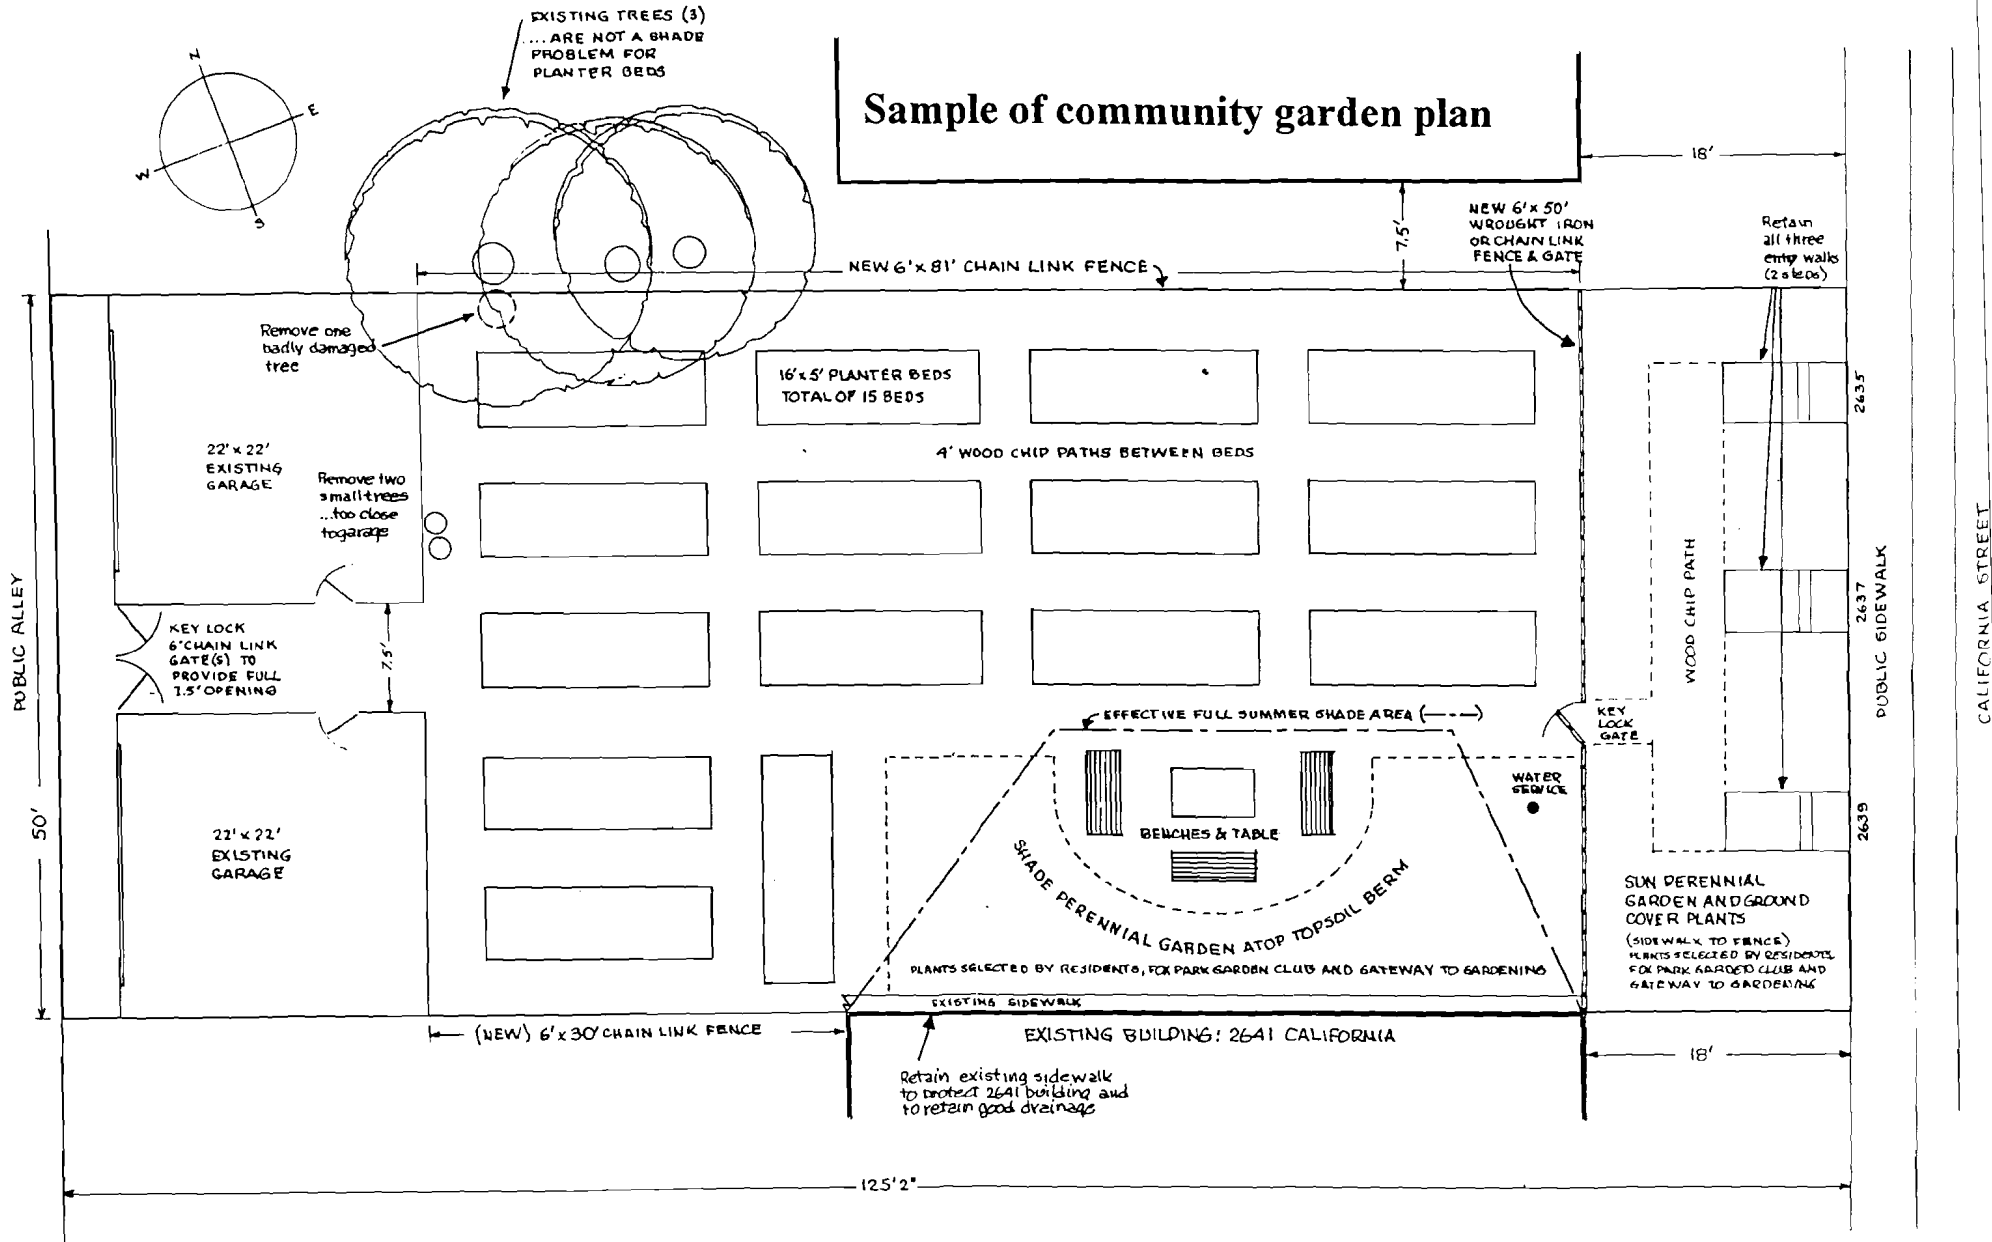 EXISTING TREES (3)
....ARE NOT A SHADE
PROBLEM FOR
PLANTER BEDS
N
E
W
S
Sample of community garden plan
18'
7.5'
NEW 6'x 50'
WROUGHT IRON
OR CHAIN LINK
FENCE & GATE
Retain
all three
entry walks
(2 steps)
NEW 6'x 81' CHAIN LINK FENCE
Remove one
badly damaged
tree
16'x 5' PLANTER BEDS
TOTAL OF 15 BEDS
4' WOOD CHIP PATHS BETWEEN BEDS
22'x 22'
EXISTING
GARAGE
Remove two
small trees
...too close
to garage
PUBLIC ALLEY
KEY LOCK
6' CHAIN LINK
GATE(S) TO
PROVIDE FULL
7.5' OPENING
7.5'
50'
22'x 22'
EXISTING
GARAGE
EFFECTIVE FULL SUMMER SHADE AREA (—-—-—)
KEY
LOCK
GATE
WATER
SERVICE
BENCHES & TABLE
SHADE PERENNIAL GARDEN ATOP TOPSOIL BERM
PLANTS SELECTED BY RESIDENTS, FOX PARK GARDEN CLUB AND GATEWAY TO GARDENING
EXISTING SIDEWALK
WOOD CHIP PATH
2635
2637
2639
PUBLIC SIDEWALK
CALIFORNIA STREET
SUN PERENNIAL
GARDEN AND GROUND
COVER PLANTS
(SIDEWALK TO FENCE)
PLANTS SELECTED BY RESIDENTS,
FOX PARK GARDEN CLUB AND
GATEWAY TO GARDENING
(NEW) 6'x 30' CHAIN LINK FENCE
EXISTING BUILDING: 2641 CALIFORNIA
18'
Retain existing sidewalk
to protect 2641 building and
to retain good drainage
125'2"